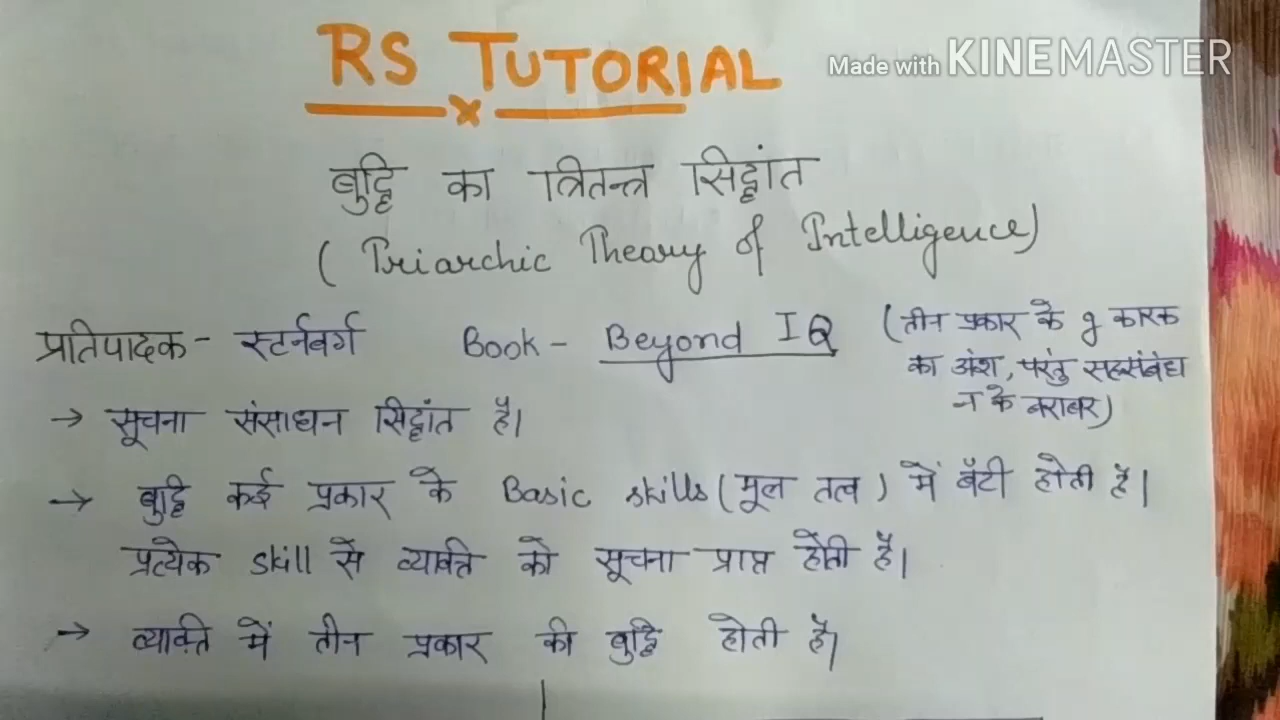 RS TUTORIAL
Made with KINEMASTER
बुद्धि का त्रितन्त्र सिद्धांत
( Triarchic Theory of Intelligence)
प्रतिपादक - स्टर्नबर्ग Book - Beyond IQ (तीन प्रकार के g कारक
का अंश, परंतु सहसंबंध
न के बराबर)
→ सूचना संसाधन सिद्धांत है।
→ बुद्धि कई प्रकार के Basic skills (मूल तत्व) में बँटी होती है।
प्रत्येक skill से व्यक्ति को सूचना प्राप्त होती है।
→ व्यक्ति में तीन प्रकार की बुद्धि होती है।